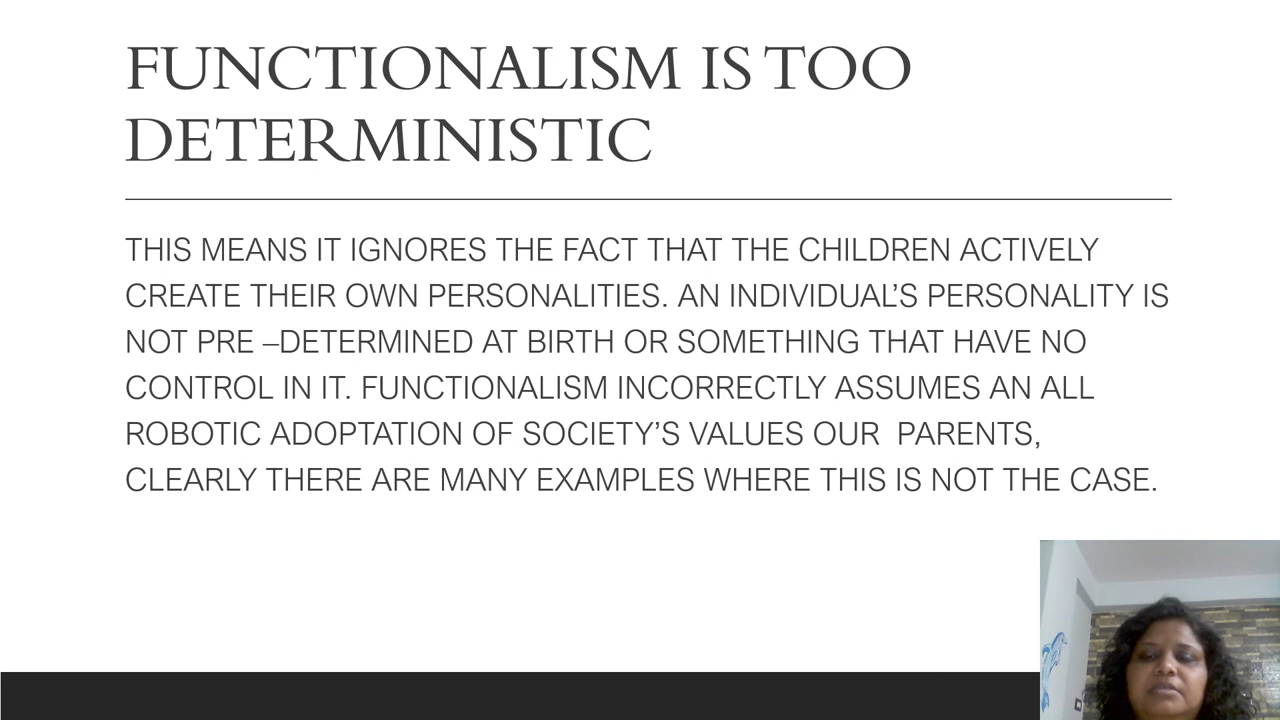 FUNCTIONALISM IS TOO
DETERMINISTIC
THIS MEANS IT IGNORES THE FACT THAT THE CHILDREN ACTIVELY
CREATE THEIR OWN PERSONALITIES. AN INDIVIDUAL’S PERSONALITY IS
NOT PRE –DETERMINED AT BIRTH OR SOMETHING THAT HAVE NO
CONTROL IN IT. FUNCTIONALISM INCORRECTLY ASSUMES AN ALL
ROBOTIC ADOPTATION OF SOCIETY’S VALUES OUR  PARENTS,
CLEARLY THERE ARE MANY EXAMPLES WHERE THIS IS NOT THE CASE.